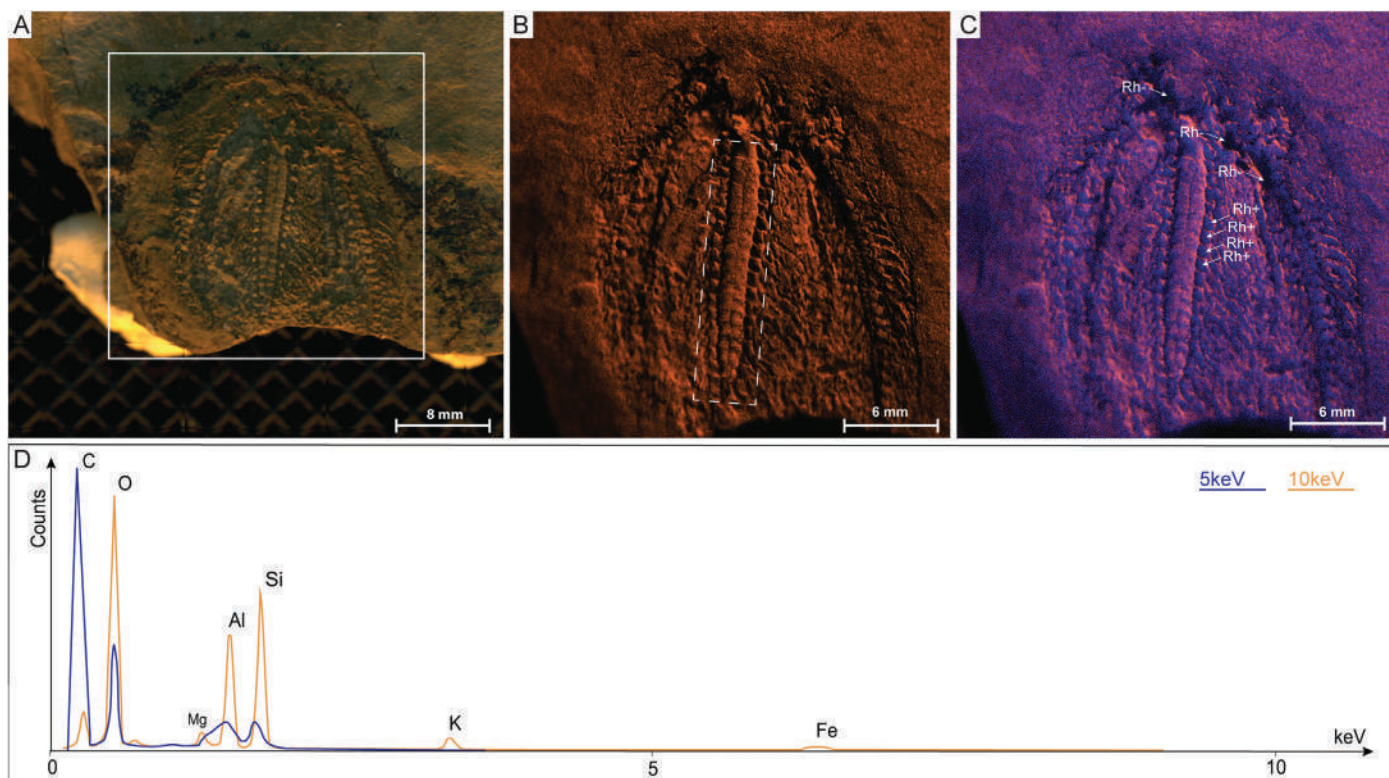 A
8 mm
B
6 mm
C
Rh-
Rh-
Rh-
Rh+
Rh+
Rh+
Rh+
6 mm
D
Counts
C
O
Mg
Al
Si
K
Fe
5keV 10keV
keV
0 5 10